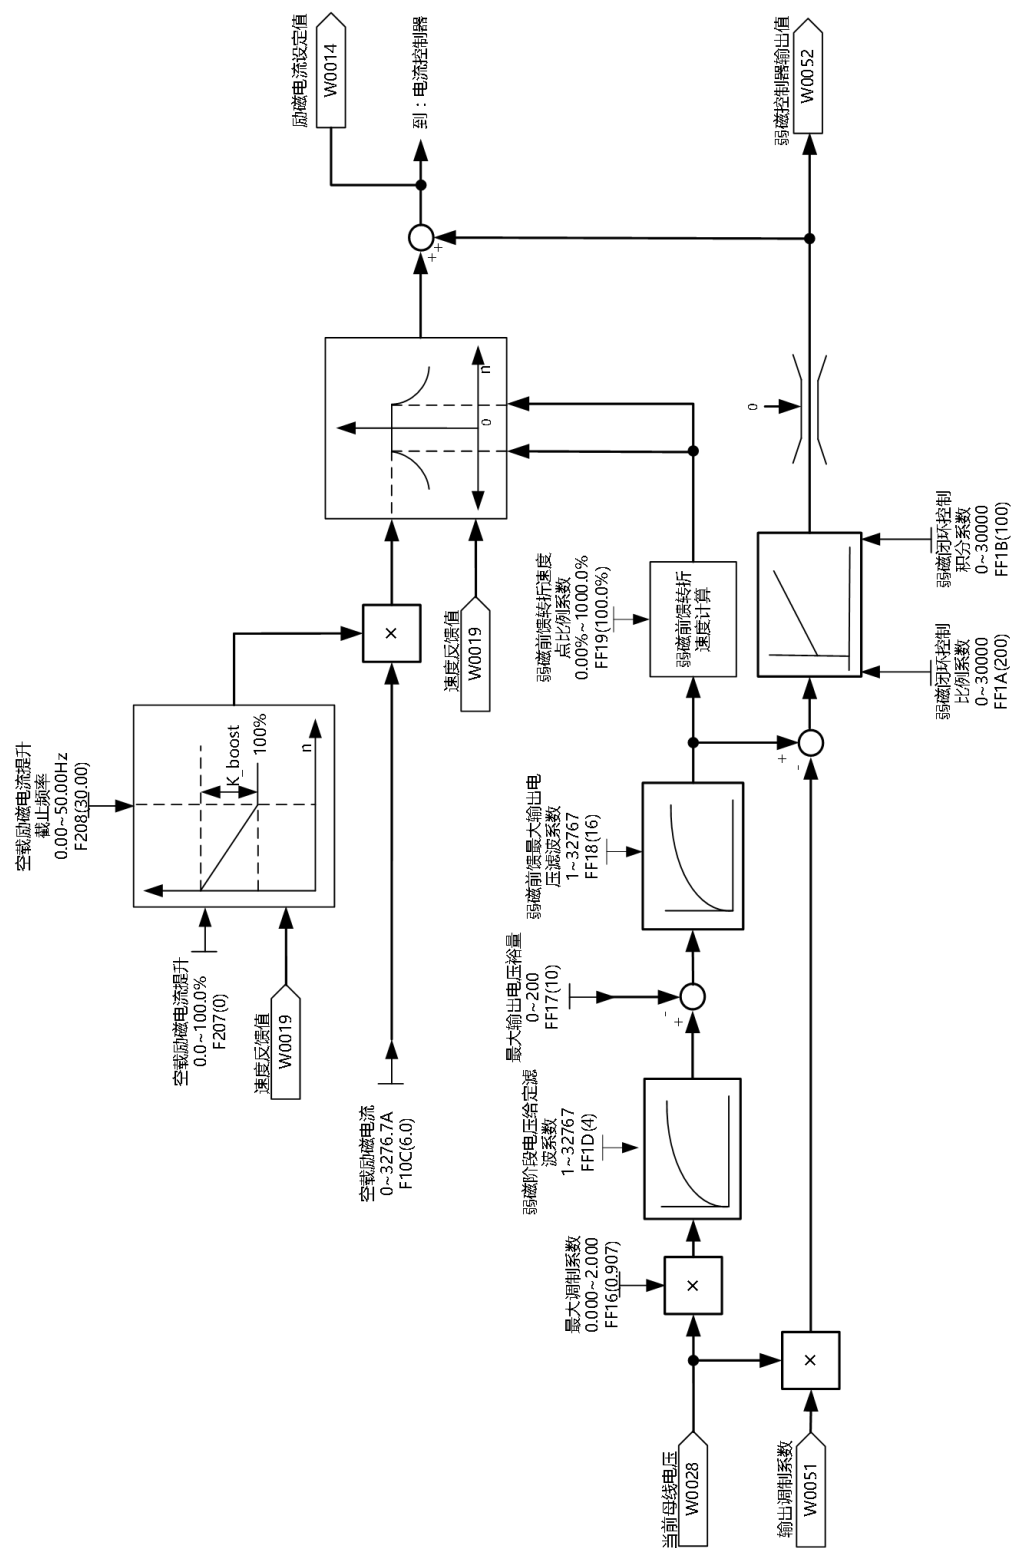 空载励磁电流提升
截止频率
0.00~50.00Hz
F208(30.00)
空载励磁电流提升
0.0~100.0%
F207(0)
速度反馈值
W0019
K_boost
100%
n
空载励磁电流
0~3276.7A
F10C(6.0)
×
速度反馈值
W0019
n
0
励磁电流设定值
W0014
到：电流控制器
+
+
当前母线电压
W0028
最大调制系数
0.000~2.000
FF16(0.907)
×
弱磁阶段电压给定滤
波系数
1~32767
FF1D(4)
最大输出电压裕量
0~200
FF17(10)
-
+
弱磁前馈最大输出电
压滤波系数
1~32767
FF18(16)
弱磁前馈转折速度
点比例系数
0.00%~1000.0%
FF19(100.0%)
弱磁前馈转折
速度计算
输出调制系数
W0051
×
+
-
弱磁闭环控制
比例系数
0~30000
FF1A(200)
弱磁闭环控制
积分系数
0~30000
FF1B(100)
0
弱磁控制器输出值
W0052